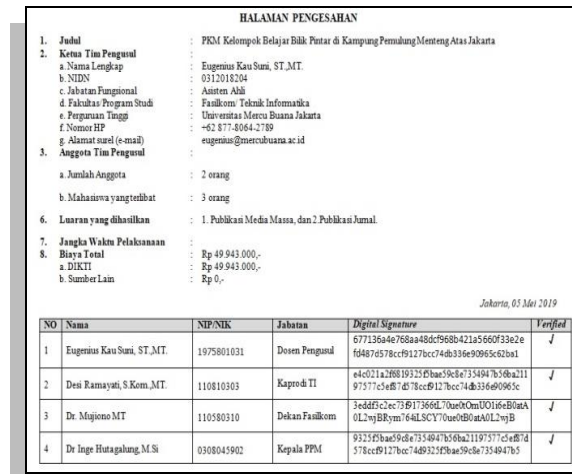 HALAMAN PENGESAHAN
1. Judul : PKM Kelompok Belajar Bilik Pintar di Kampung Pemulung Menteng Atas Jakarta
2. Ketua Tim Pengusul :
a. Nama Lengkap : Eugenius Kau Suni, ST.,MT.
b. NIDN : 0312018204
c. Jabatan Fungsional : Asisten Ahli
d. Fakultas/Program Studi : Fasilkom/ Teknik Informatika
e. Perguruan Tinggi : Universitas Mercu Buana Jakarta
f. Nomor HP : +62 877-8064-2789
g. Alamat surel (e-mail) eugenius@mercubuana.ac.id
3. Anggota Tim Pengusul :
a. Jumlah Anggota : 2 orang
b. Mahasiswa yang terlibat : 3 orang
6. Luaran yang dihasilkan : 1. Publikasi Media Massa, dan 2.Publikasi Jurnal.
7. Jangka Waktu Pelaksanaan :
8. Biaya Total : Rp 49.943.000,-
a. DIKTI : Rp 49.943.000,-
b. Sumber Lain : Rp 0,-
Jakarta, 05 Mei 2019
NO Nama NIP/NIK Jabatan Digital Signature Verified
1 Eugenius Kau Suni, ST.,MT. 1975801031 Dosen Pengusul 677136a4e768aa48dcf968b421a5660f33e2e √
fd487d578ccf9127bcc74db336e90965c62ba1
2 Desi Ramayati, S.Kom.,MT. 110810303 Kaprodi TI e4c021a2f6819325f5bae59c8e7354947b56ba211 √
97577c5ef87d578ccf9127bcc74db336e90965c
3 Dr. Mujiono MT 110580310 Dekan Fasilkom √
4 Dr Inge Hutagalung, M.Si 0308045902 Kepala PPM 9325f5bae59c8e7354947b56ba21197577c5ef87d √
578ccf9127bcc74d9325f5bae59c8e7354947b5